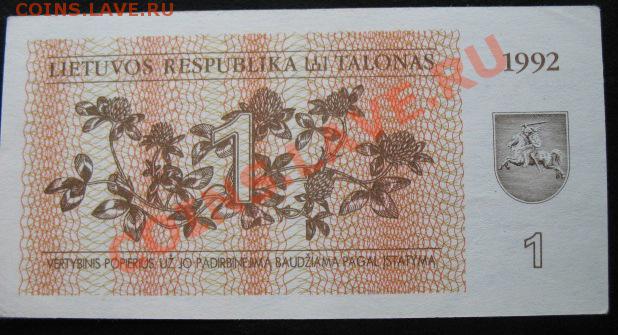 COINS.LAVE.RU
LIETUVOS RESPUBLIKA TALONAS 1992
1
COINS.LAVE.RU
1
VERTYBINIS POPIERIUS. UŽ JO PADIRBINĖJIMĄ BAUDŽIAMA PAGAL ĮSTATYMĄ